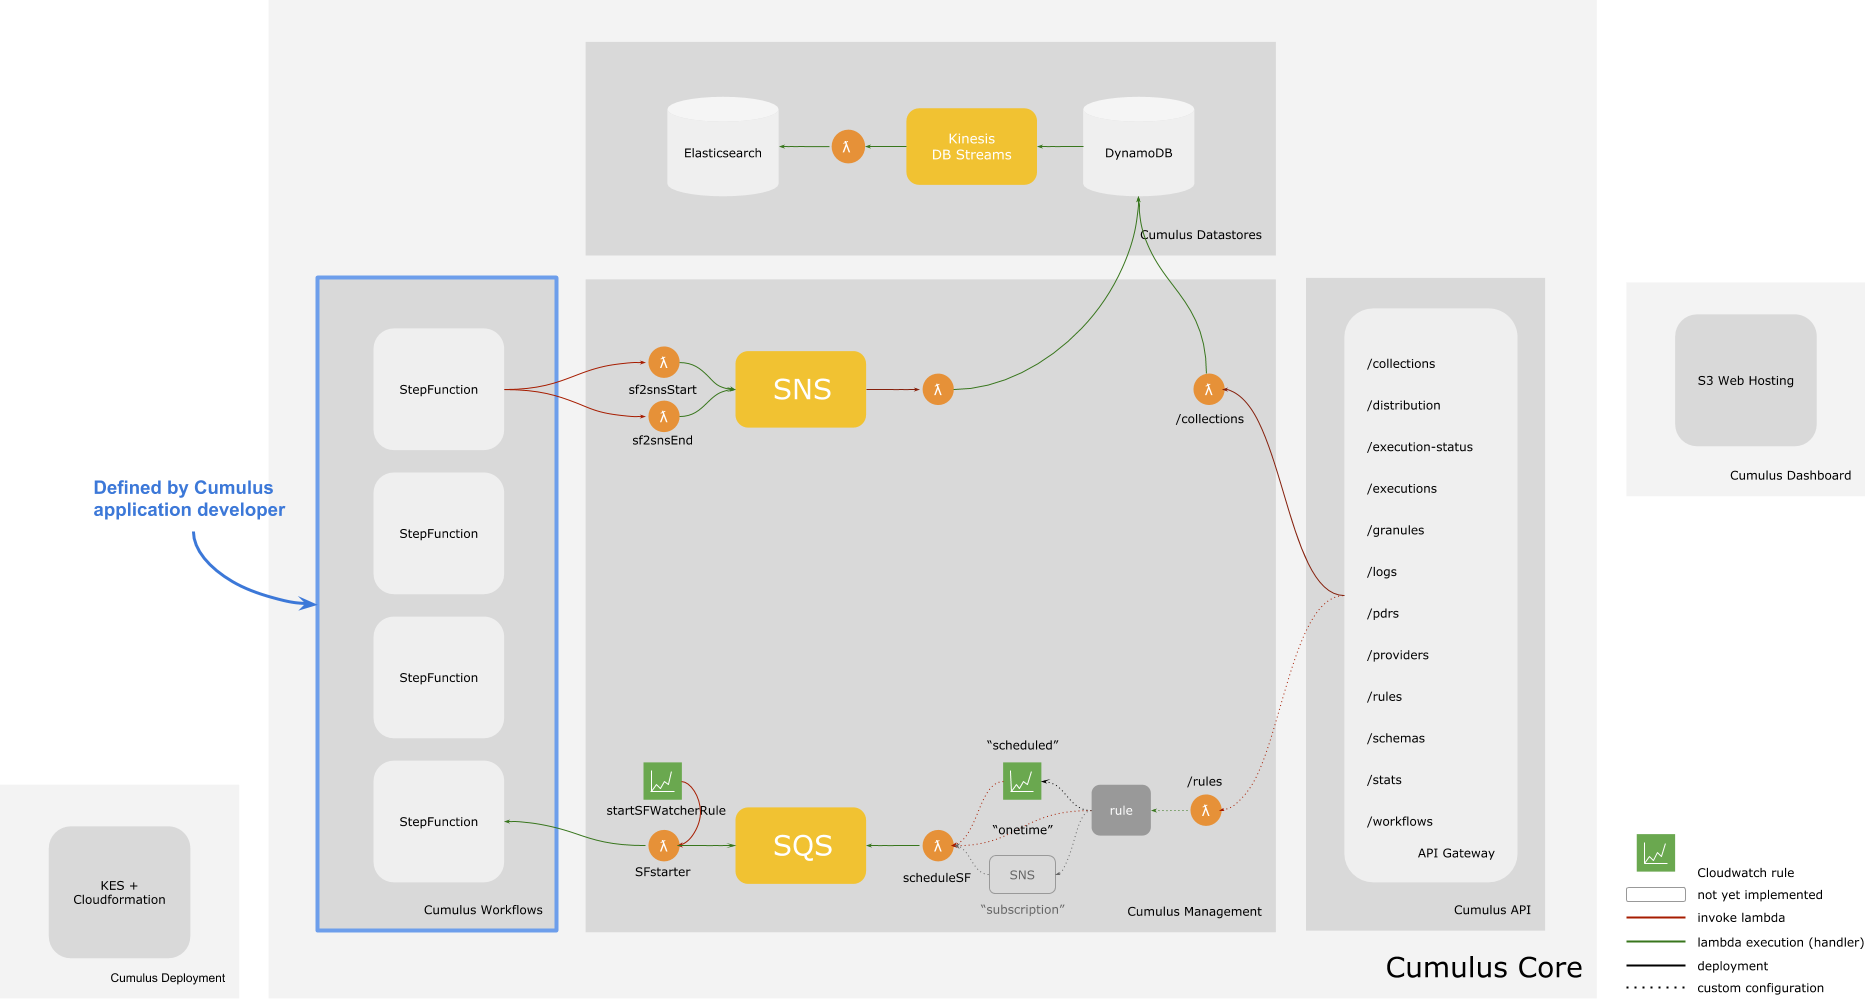 Elasticsearch
ƛ
Kinesis
DB Streams
DynamoDB
Cumulus Datastores
StepFunction
StepFunction
StepFunction
StepFunction
Cumulus Workflows
Defined by Cumulus
application developer
ƛ
sf2snsStart
ƛ
sf2snsEnd
SNS
ƛ
ƛ
/collections
startSFWatcherRule
ƛ
SFstarter
SQS
ƛ
scheduleSF
“scheduled”
“onetime”
SNS
“subscription”
rule
/rules
ƛ
Cumulus Management
/collections
/distribution
/execution-status
/executions
/granules
/logs
/pdrs
/providers
/rules
/schemas
/stats
/workflows
API Gateway
Cumulus API
Cumulus Core
S3 Web Hosting
Cumulus Dashboard
KES +
Cloudformation
Cumulus Deployment
Cloudwatch rule
not yet implemented
invoke lambda
lambda execution (handler)
deployment
custom configuration